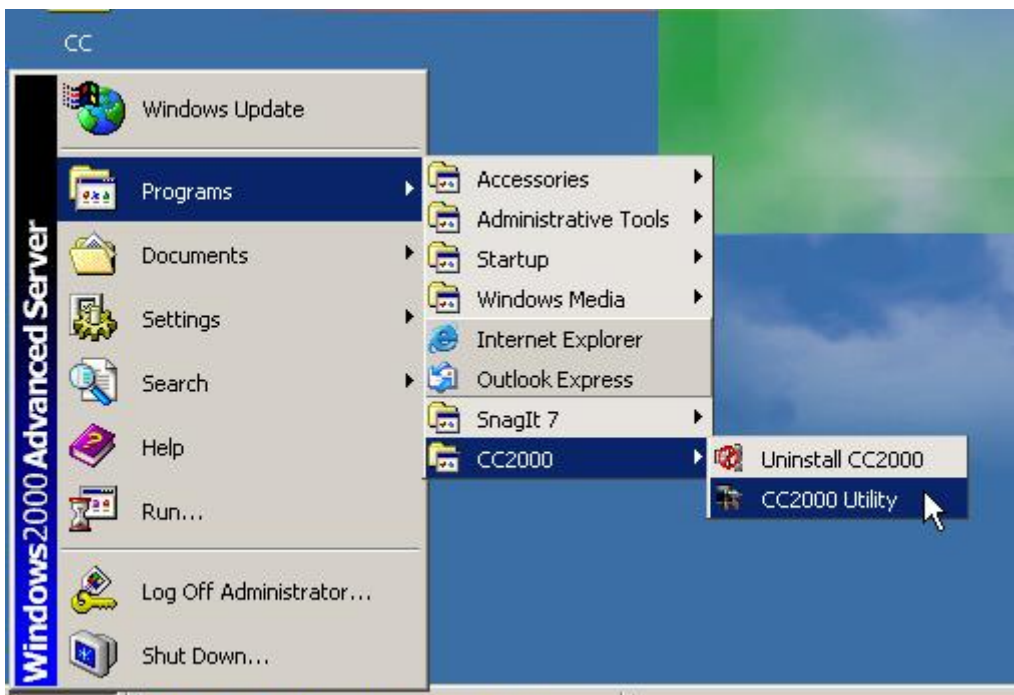 CC
Windows Update
Programs
Documents
Settings
Search
Help
Run...
Log Off Administrator...
Shut Down...
Windows2000 Advanced Server
Accessories
Administrative Tools
Startup
Windows Media
Internet Explorer
Outlook Express
SnagIt 7
CC2000
Uninstall CC2000
CC2000 Utility